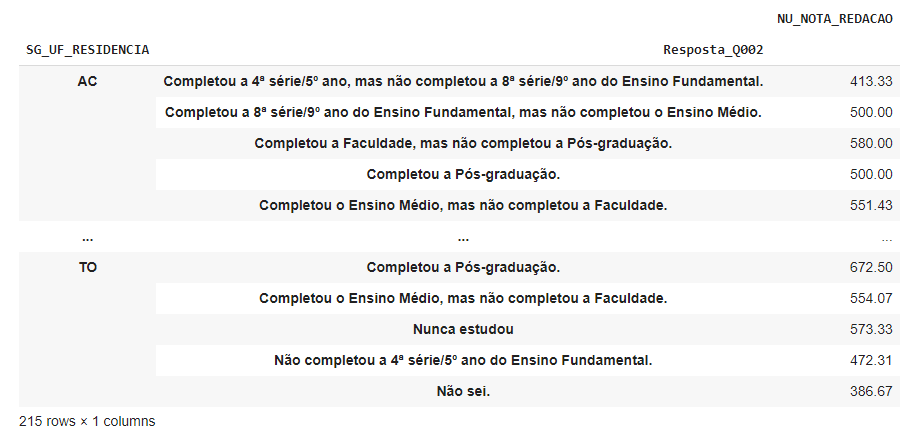 NU_NOTA_REDACAO
SG_UF_RESIDENCIA Resposta_Q002
AC Completou a 4ª série/5º ano, mas não completou a 8ª série/9º ano do Ensino Fundamental. 413.33
Completou a 8ª série/9º ano do Ensino Fundamental, mas não completou o Ensino Médio. 500.00
Completou a Faculdade, mas não completou a Pós-graduação. 580.00
Completou a Pós-graduação. 500.00
Completou o Ensino Médio, mas não completou a Faculdade. 551.43
... ... ...
TO Completou a Pós-graduação. 672.50
Completou o Ensino Médio, mas não completou a Faculdade. 554.07
Nunca estudou 573.33
Não completou a 4ª série/5º ano do Ensino Fundamental. 472.31
Não sei. 386.67
215 rows × 1 columns